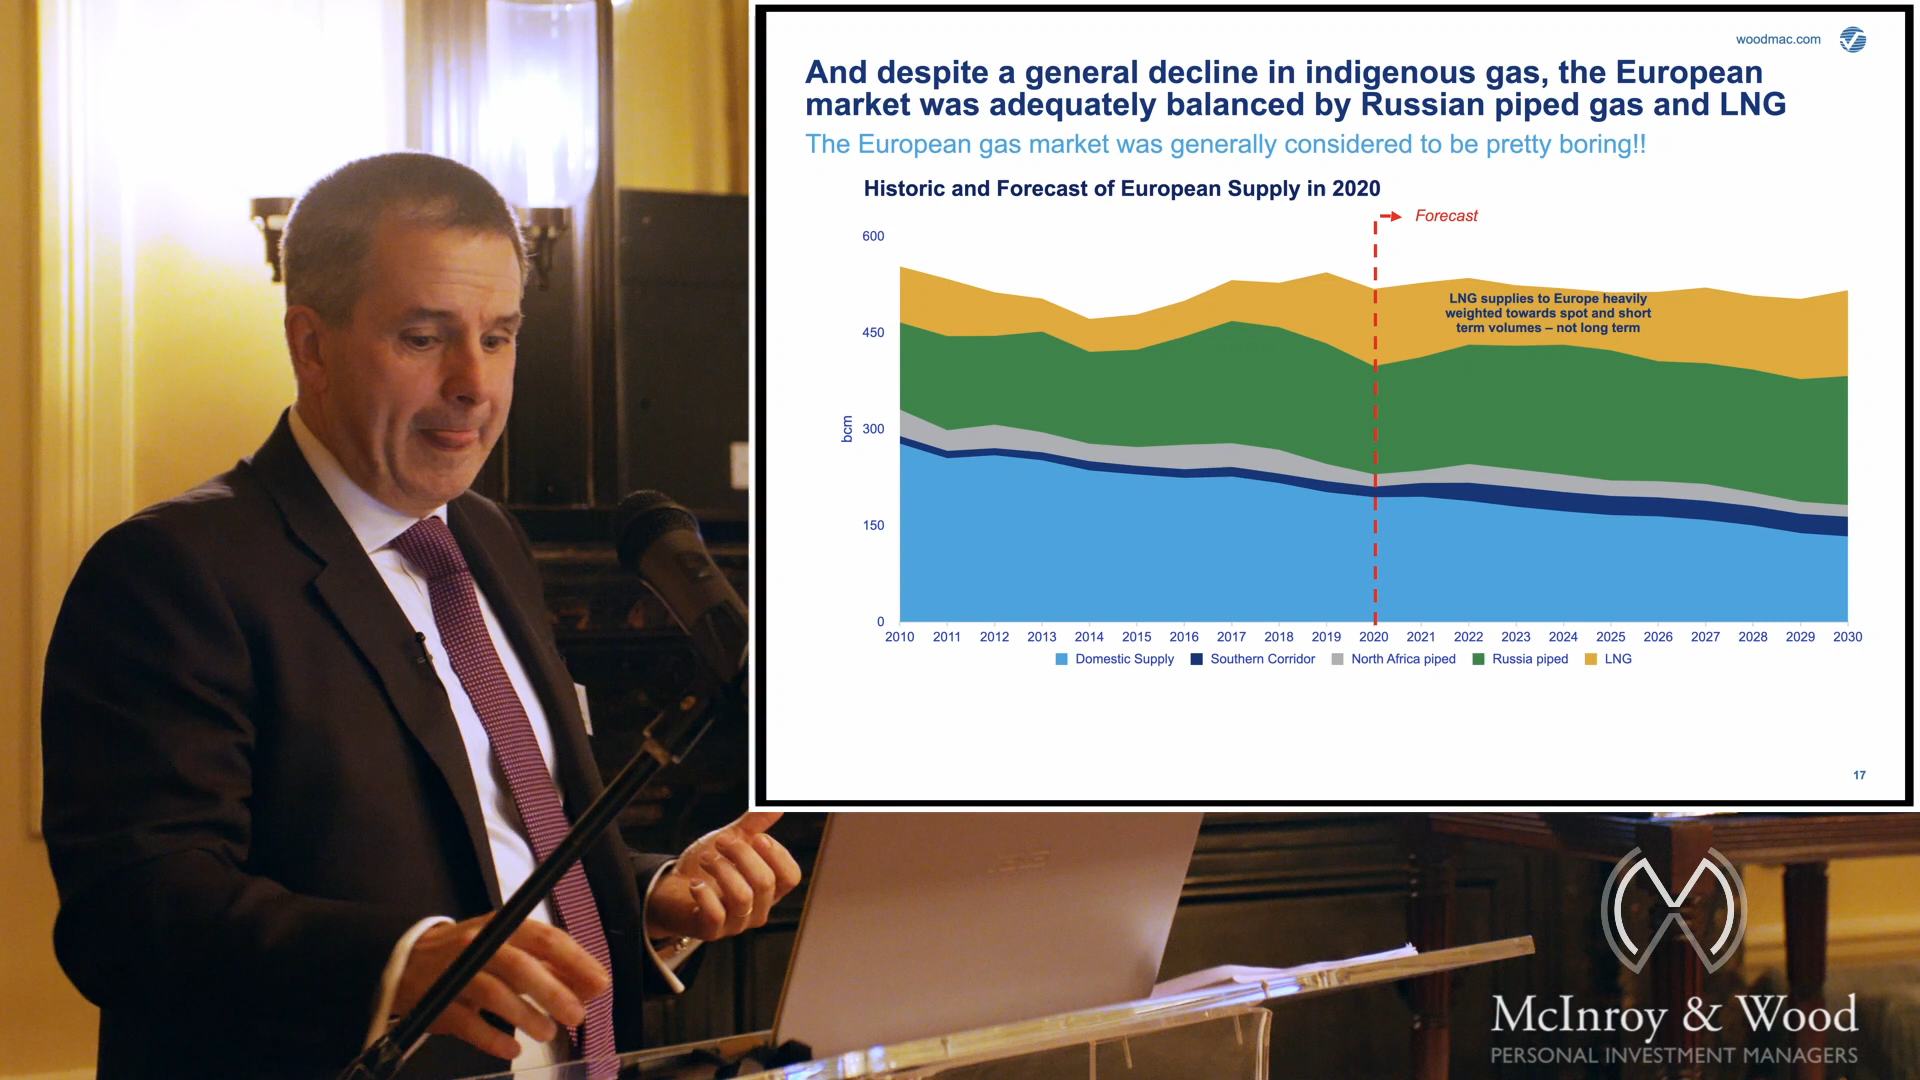 woodmac.com
And despite a general decline in indigenous gas, the European
market was adequately balanced by Russian piped gas and LNG
The European gas market was generally considered to be pretty boring!!
Historic and Forecast of European Supply in 2020
Forecast
600
450
300
150
0
bcm
LNG supplies to Europe heavily
weighted towards spot and short
term volumes – not long term
2010 2011 2012 2013 2014 2015 2016 2017 2018 2019 2020 2021 2022 2023 2024 2025 2026 2027 2028 2029 2030
Domestic Supply Southern Corridor North Africa piped Russia piped LNG
17
McInroy & Wood
PERSONAL INVESTMENT MANAGERS